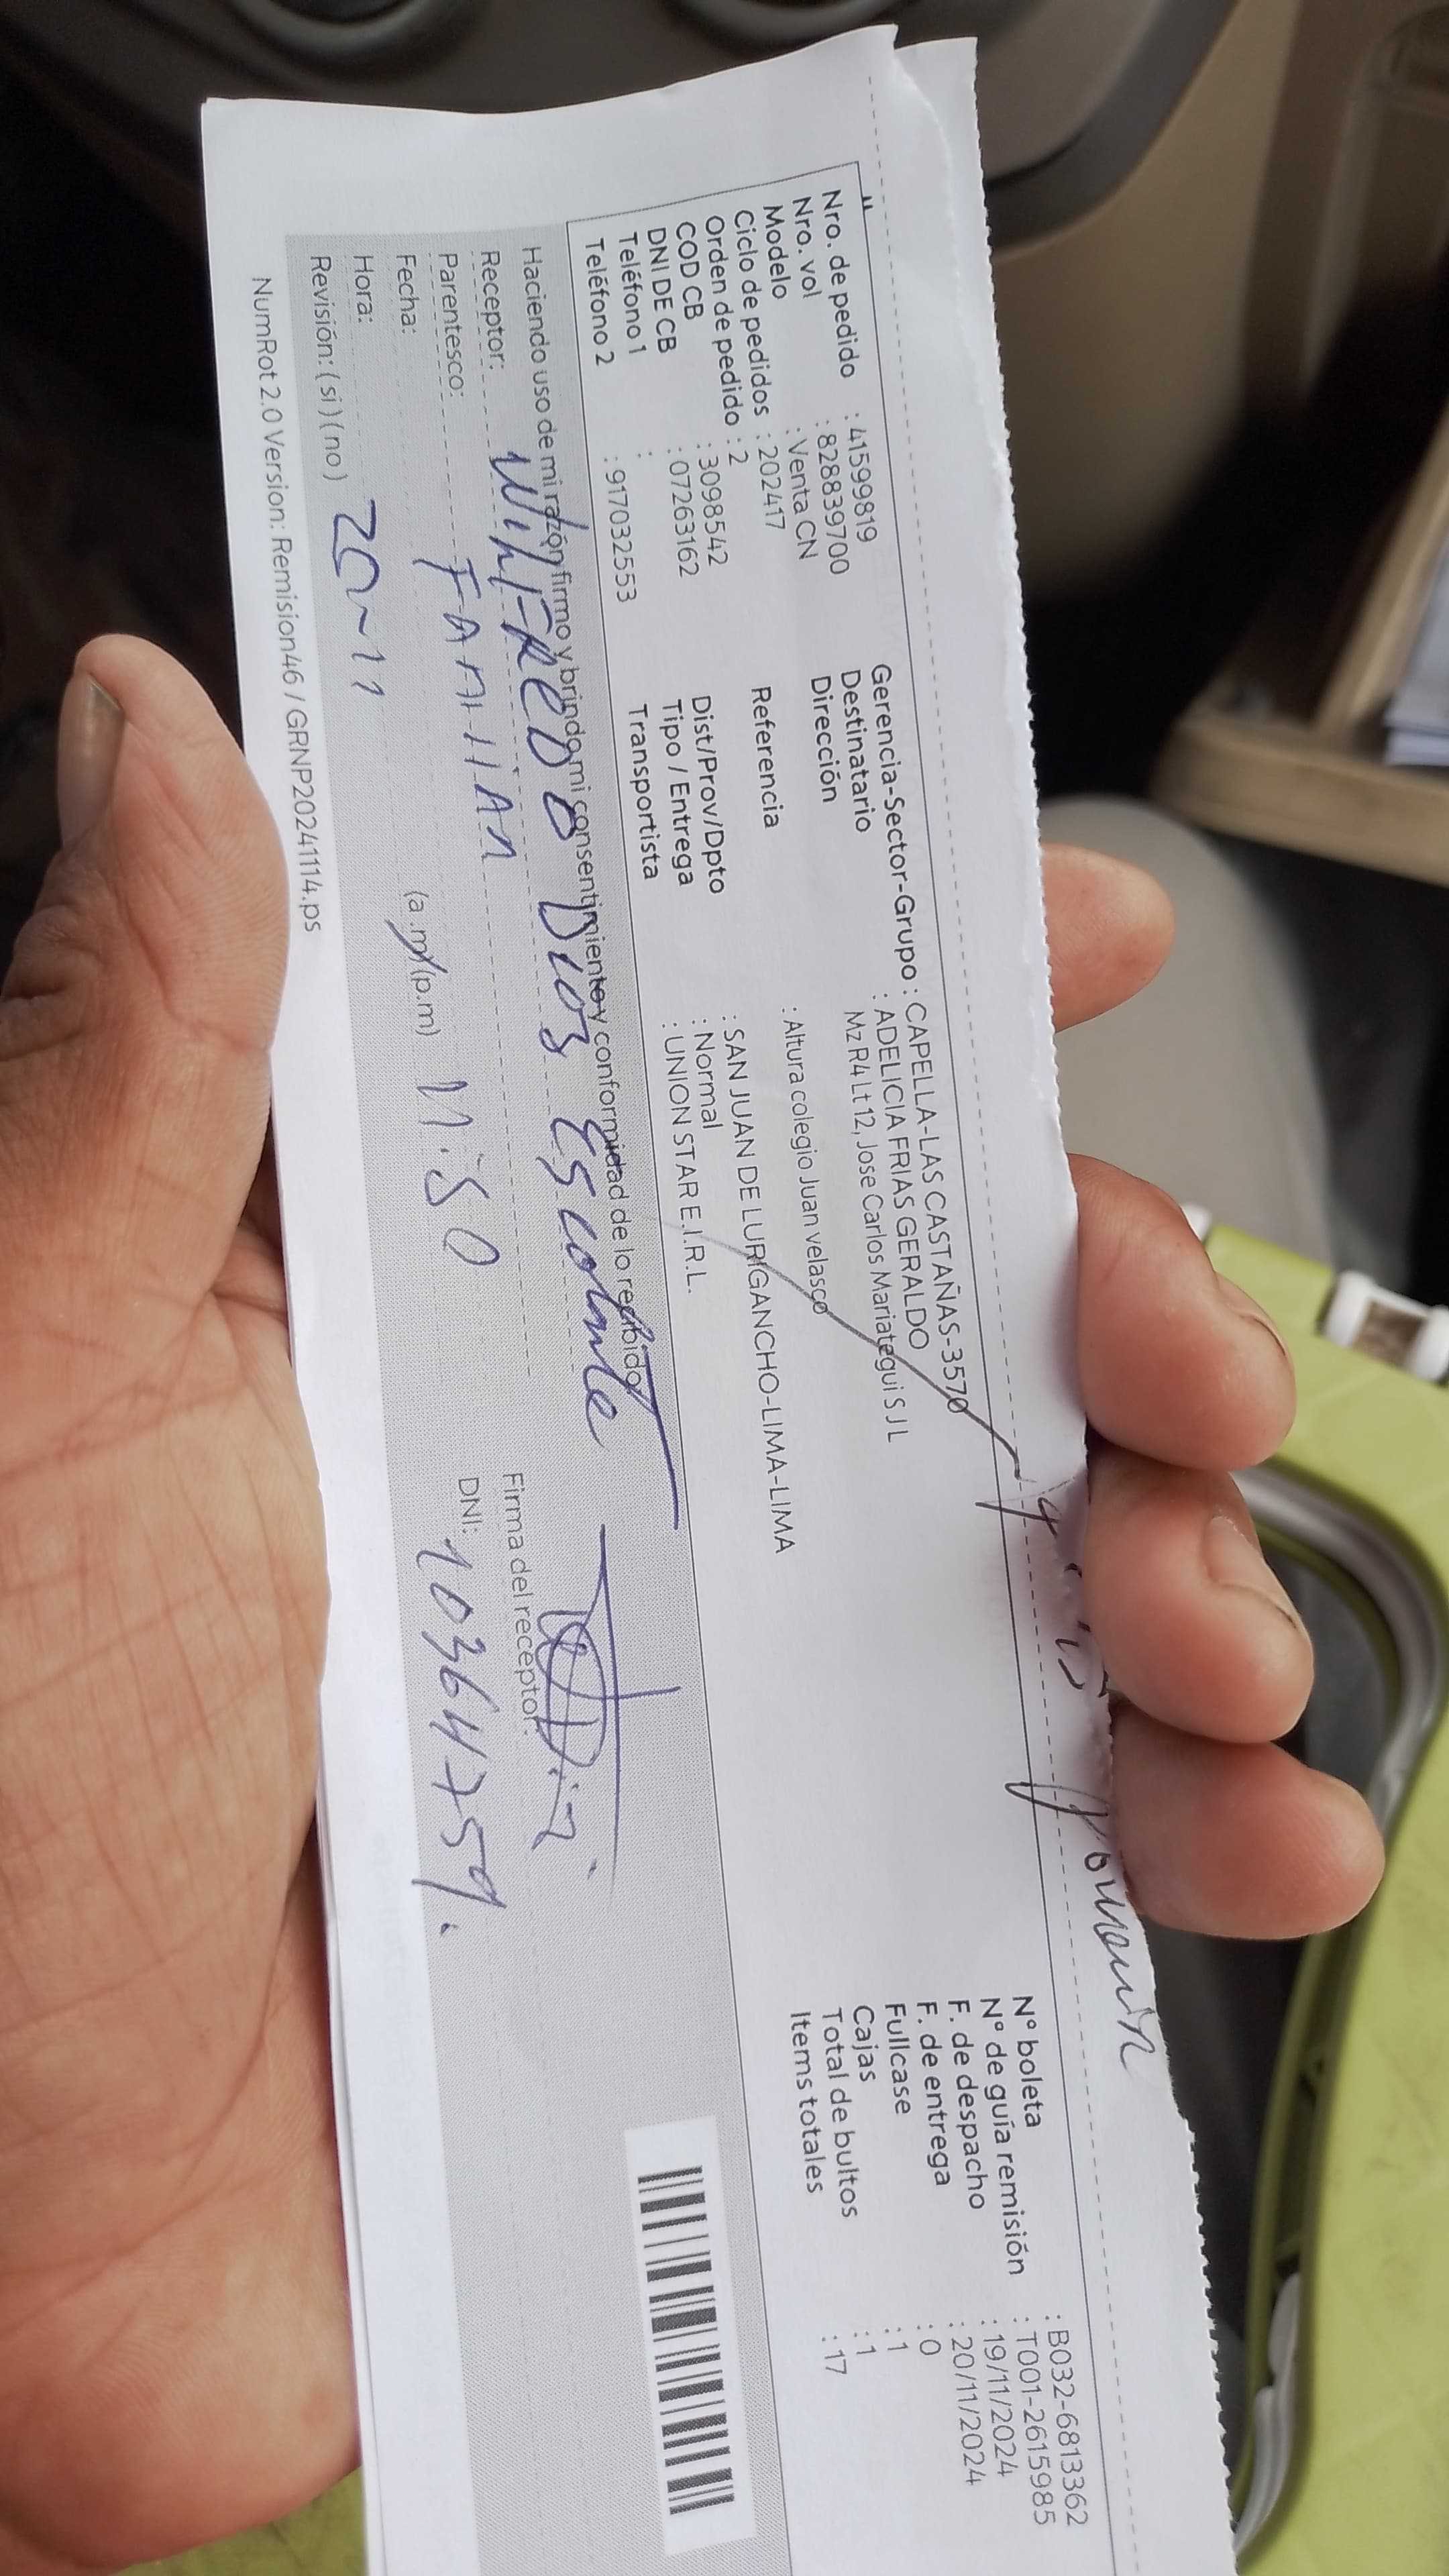 Nro. de pedido : 41599819
Nro. vol : 828839700
Modelo : Venta CN
Ciclo de pedidos : 202417
Orden de pedido : 2
COD CB : 3098542
DNI DE CB : 07263162
Teléfono 1 :
Teléfono 2 : 917032553
Gerencia-Sector-Grupo : CAPELLA-LAS CASTAÑAS-3570
Destinatario : ADELICIA FRIAS GERALDO
Dirección Mz R4 Lt 12, Jose Carlos Mariategui S J L
Referencia : Altura colegio Juan velasco
Dist/Prov/Dpto : SAN JUAN DE LURIGANCHO-LIMA-LIMA
Tipo / Entrega : Normal
Transportista : UNION STAR E.I.R.L.
N° boleta : B032-6813362
N° de guía remisión : T001-2615985
F. de despacho : 19/11/2024
F. de entrega : 20/11/2024
Fullcase : 0
Cajas : 1
Total de bultos : 1
Items totales : 17
Haciendo uso de mi razón firmo y brindo mi consentimiento y conformidad de lo recibido
Receptor: WILFREDO DIOS Escalante
Parentesco: FAMILIAR
Firma del receptor:
Fecha:
(a.m)/(p.m) 11:50
DNI: 10364759.
Hora:
Revisión: (si) (no) 20-11
NumRot 2.0 Version: Remision46 / GRNP20241114.ps